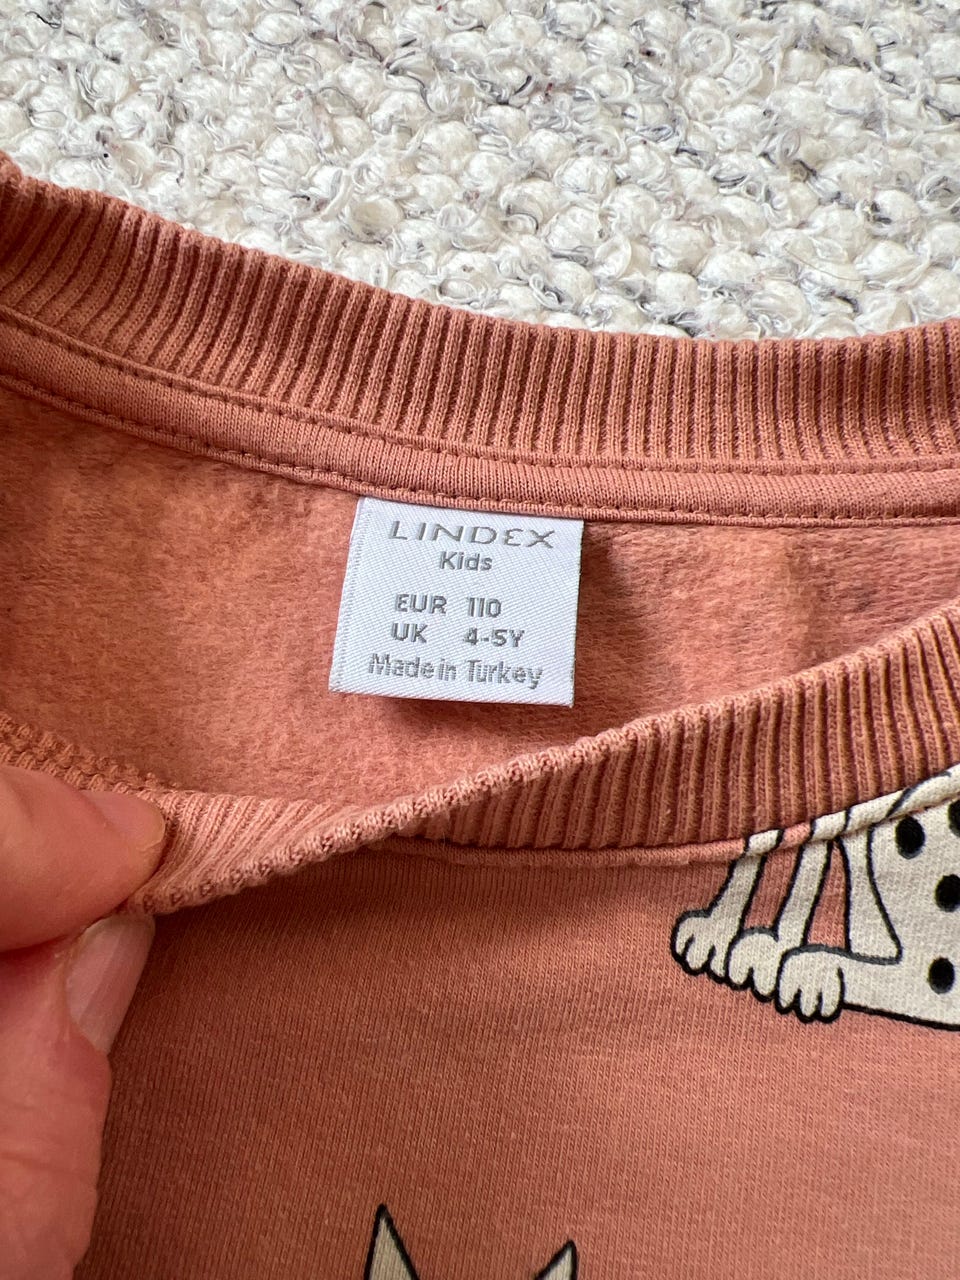 LINDEX
Kids
EUR 110
UK 4-5Y
Made in Turkey